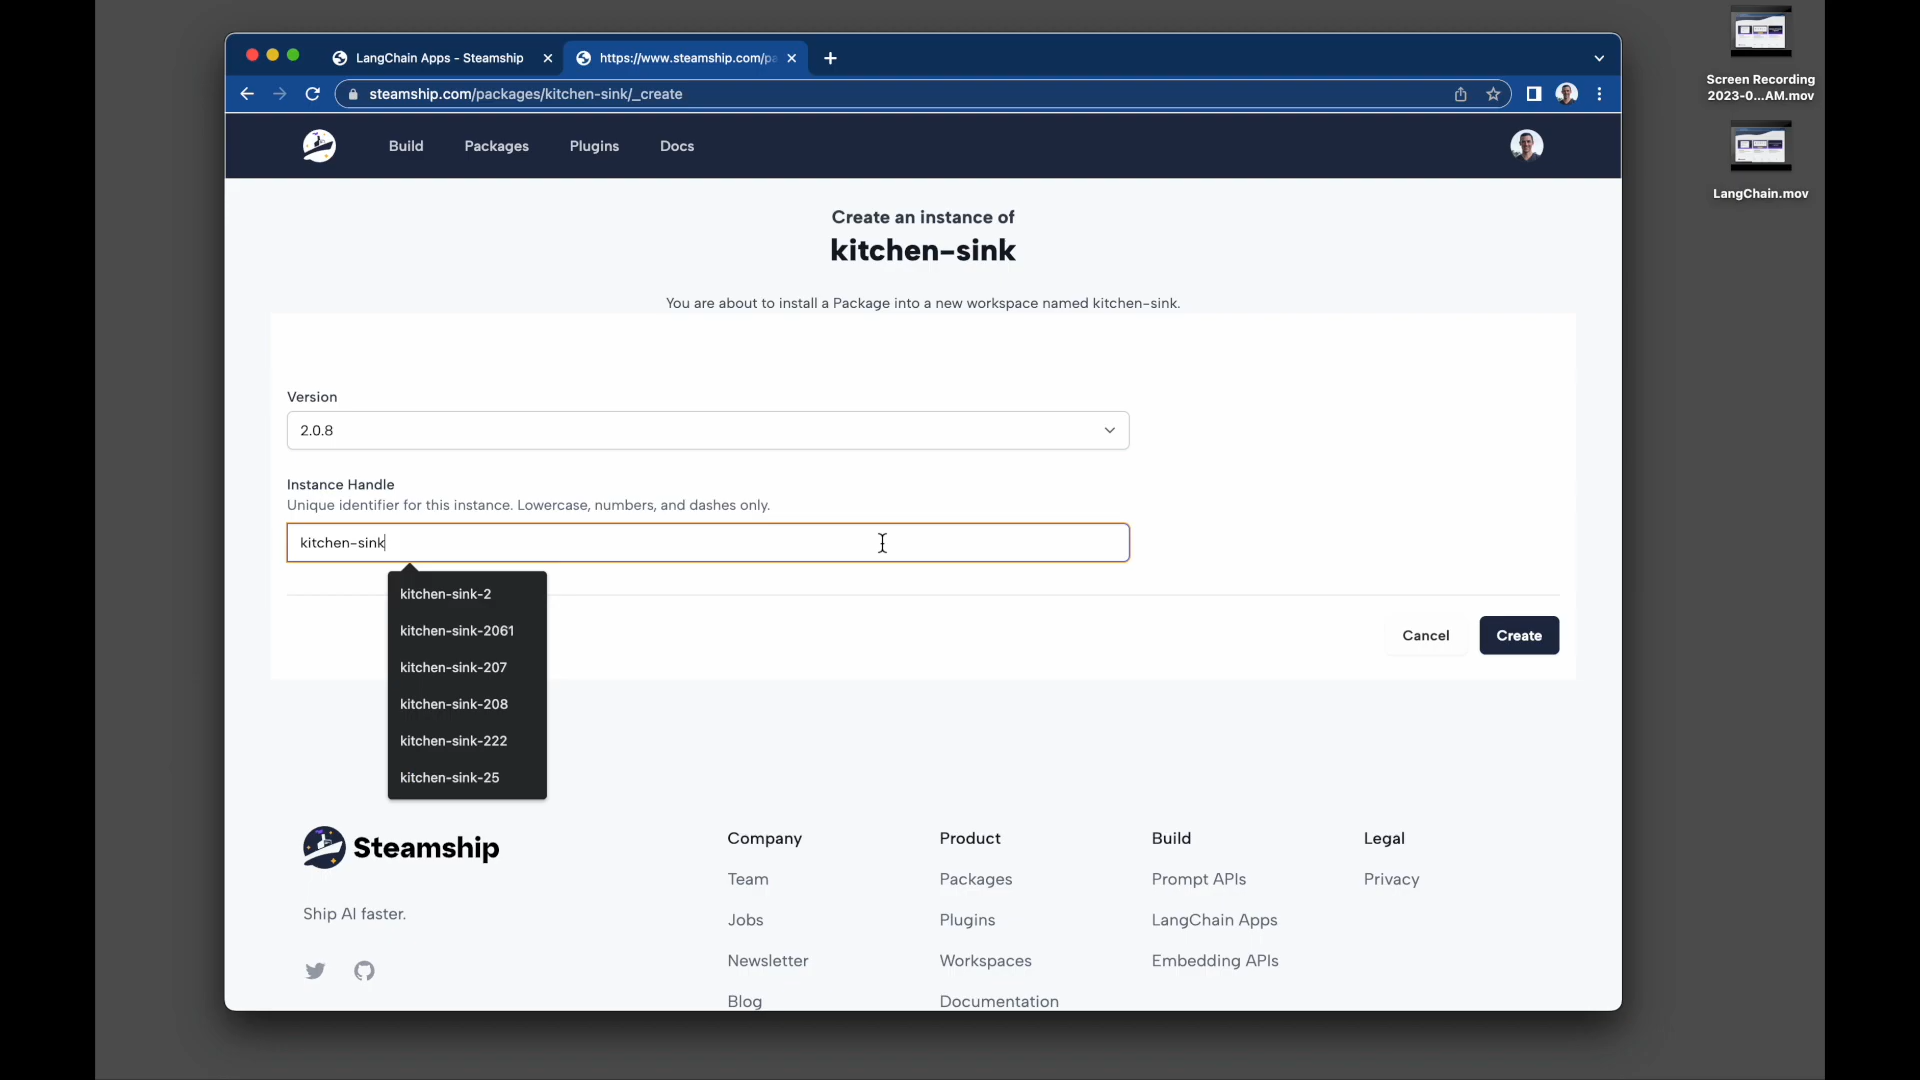 LangChain Apps - Steamship
https://www.steamship.com/pa
steamship.com/packages/kitchen-sink/_create
Build
Packages
Plugins
Docs
Create an instance of
kitchen-sink
You are about to install a Package into a new workspace named kitchen-sink.
Version
2.0.8
Instance Handle
Unique identifier for this instance. Lowercase, numbers, and dashes only.
kitchen-sink
kitchen-sink-2
kitchen-sink-2061
kitchen-sink-207
kitchen-sink-208
kitchen-sink-222
kitchen-sink-25
Cancel
Create
Steamship
Ship AI faster.
Company
Team
Jobs
Newsletter
Blog
Product
Packages
Plugins
Workspaces
Documentation
Build
Prompt APIs
LangChain Apps
Embedding APIs
Legal
Privacy
Screen Recording
2023-0...AM.mov
LangChain.mov